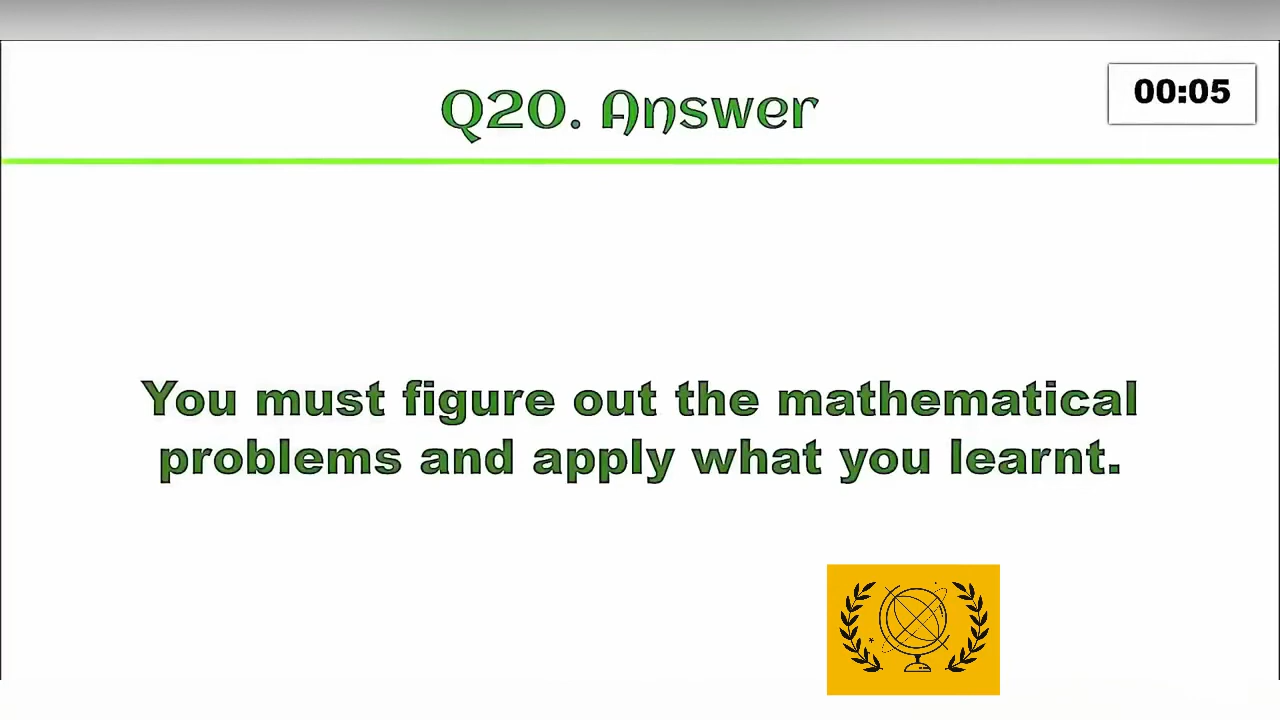 Q20. Answer
00:05
You must figure out the mathematical
problems and apply what you learnt.